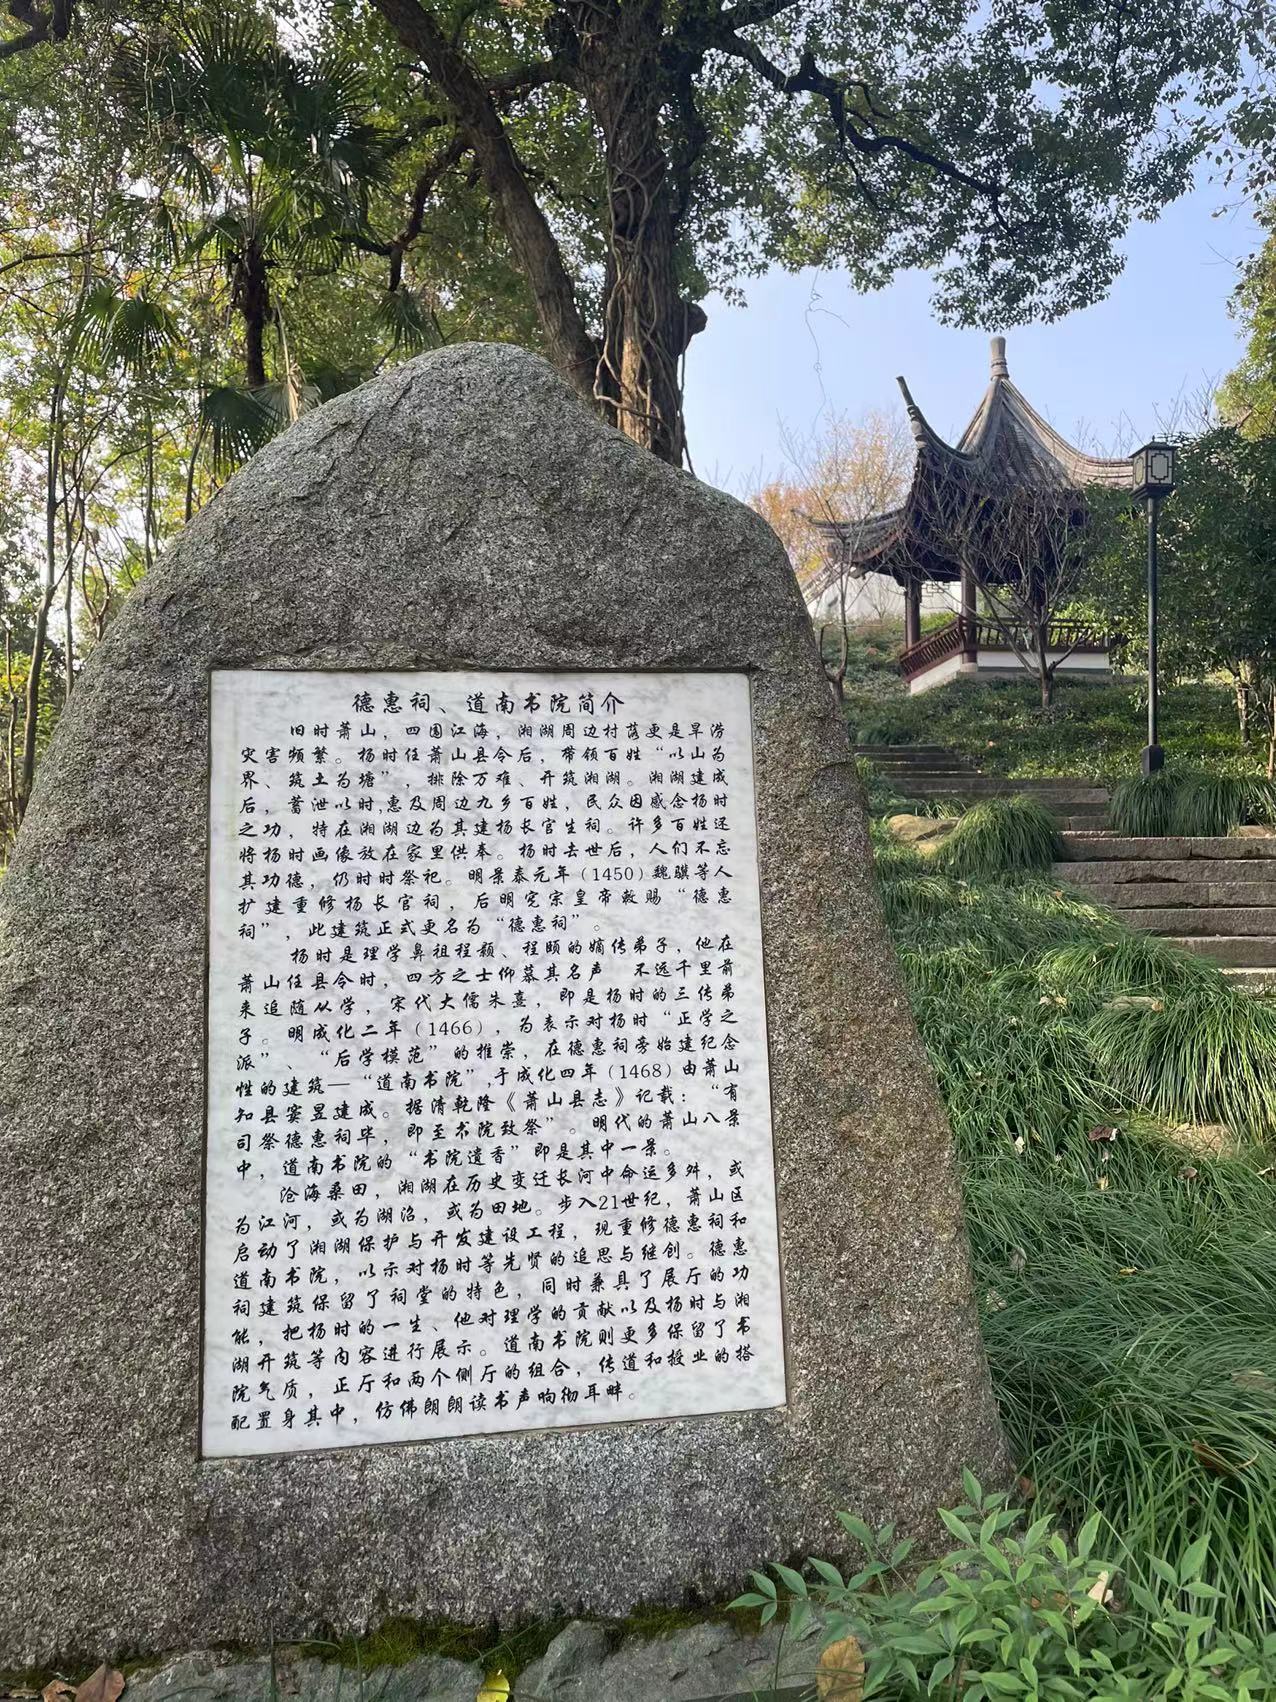 德惠祠、道南书院简介
旧时萧山，四围江海，湘湖周边村落更是旱涝
灾害频繁。杨时任萧山县令后，带领百姓“以山为
界、筑土为塘”，排除万难、开筑湘湖。湘湖建成
后，蓄泄以时,惠及周边九乡百姓，民众因感念杨时
之功，特在湘湖边为其建杨长官生祠。许多百姓还
将杨时画像放在家里供奉。杨时去世后，人们不忘
其功德，仍时时祭祀。明景泰元年（1450）魏骥等人
扩建重修杨长官祠，后明宪宗皇帝敕赐“德惠
祠”，此建筑正式更名为“德惠祠”。
杨时是理学鼻祖程颢、程颐的嫡传弟子，他在
萧山任县令时，四方之士仰慕其名声 不远千里前
来追随从学，宋代大儒朱熹，即是杨时的三传弟
子。明成化二年（1466），为表示对杨时“正学之
派”、“后学模范”的推崇，在德惠祠旁始建纪念
性的建筑—“道南书院”,于成化四年（1468）由萧山
知县窦昱建成。据清乾隆《萧山县志》记载：“有
司祭德惠祠毕，即至书院致祭”。明代的萧山八景
中，道南书院的“书院遗香”即是其中一景。
沧海桑田，湘湖在历史变迁长河中命运多舛，或
为江河，或为湖沼，或为田地。步入21世纪，萧山区
启动了湘湖保护与开发建设工程，现重修德惠祠和
道南书院，以示对杨时等先贤的追思与继创。德惠
祠建筑保留了祠堂的特色，同时兼具了展厅的功
能，把杨时的一生、他对理学的贡献以及杨时与湘
湖开筑等内容进行展示。道南书院则更多保留了书
院气质，正厅和两个侧厅的组合，传道和授业的搭
配置身其中，仿佛朗朗读书声响彻耳畔。